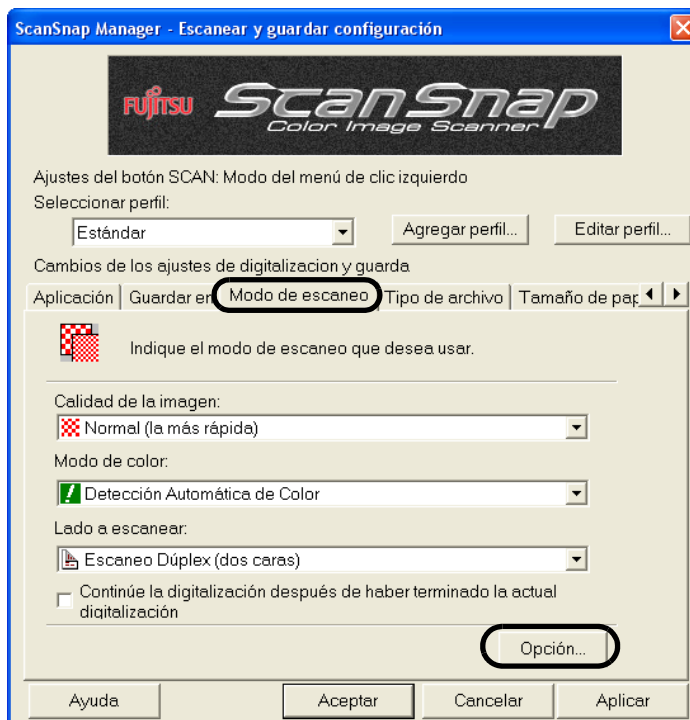 ScanSnap Manager - Escanear y guardar configuración
FUJITSU ScanSnap
Color Image Scanner
Ajustes del botón SCAN: Modo del menú de clic izquierdo
Seleccionar perfil:
Estándar
Agregar perfil...
Editar perfil...
Cambios de los ajustes de digitalizacion y guarda
Aplicación
Guardar en
Modo de escaneo
Tipo de archivo
Tamaño de pap
Indique el modo de escaneo que desea usar.
Calidad de la imagen:
Normal (la más rápida)
Modo de color:
Detección Automática de Color
Lado a escanear:
Escaneo Dúplex (dos caras)
Continúe la digitalización después de haber terminado la actual
digitalización
Opción...
Ayuda
Aceptar
Cancelar
Aplicar